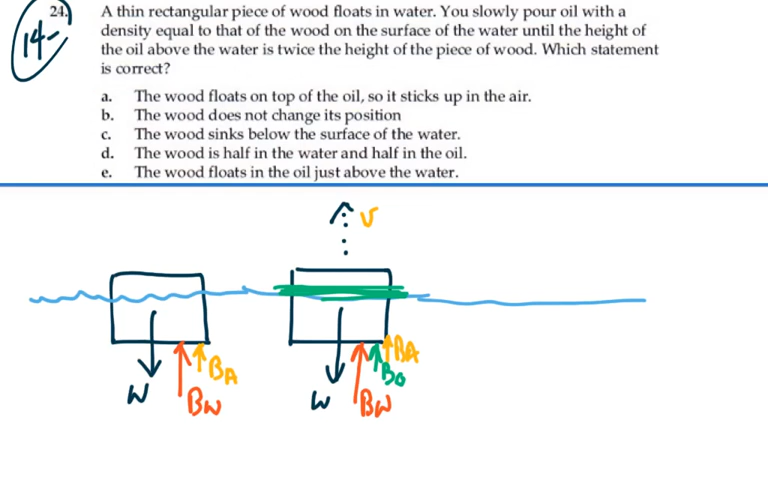 14-
24.)
A thin rectangular piece of wood floats in water. You slowly pour oil with a
density equal to that of the wood on the surface of the water until the height of
the oil above the water is twice the height of the piece of wood. Which statement
is correct?
a. The wood floats on top of the oil, so it sticks up in the air.
b. The wood does not change its position
c. The wood sinks below the surface of the water.
d. The wood is half in the water and half in the oil.
e. The wood floats in the oil just above the water.
v
W
BW
BA
W
BW
Bo
BA